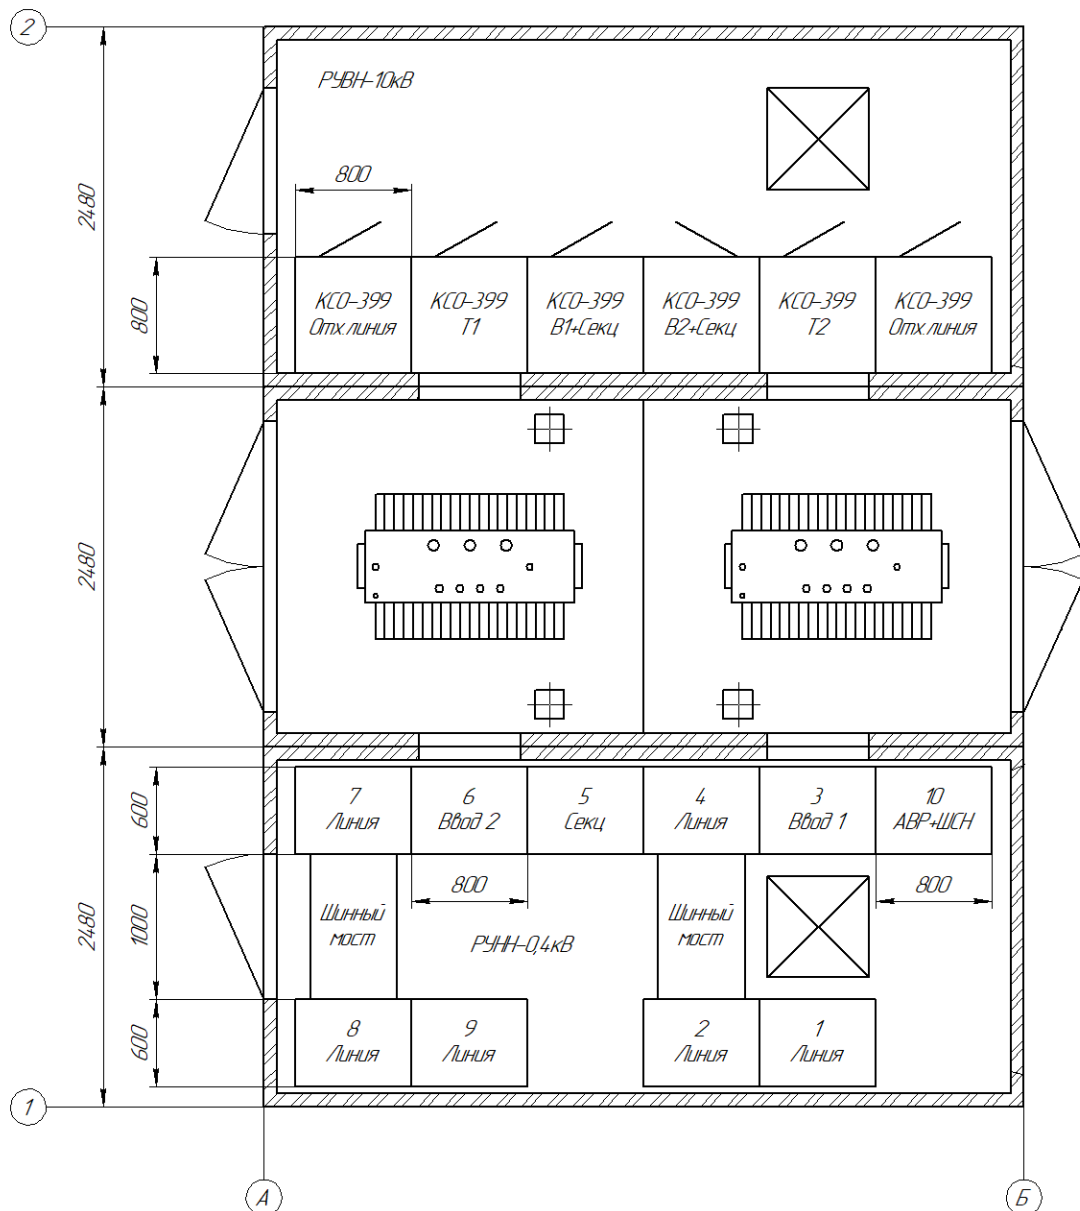 2
РУВН-10кВ
800
2480
800
КСО-399
Отх.линия
КСО-399
Т1
КСО-399
В1+Секц
КСО-399
В2+Секц
КСО-399
Т2
КСО-399
Отх.линия
2480
600
7
Линия
6
Ввод 2
5
Секц
4
Линия
3
Ввод 1
10
АВР+ШСН
800
800
2480
1000
Шинный
мост
РУНН-0,4кВ
Шинный
мост
600
8
Линия
9
Линия
2
Линия
1
Линия
1
А
Б